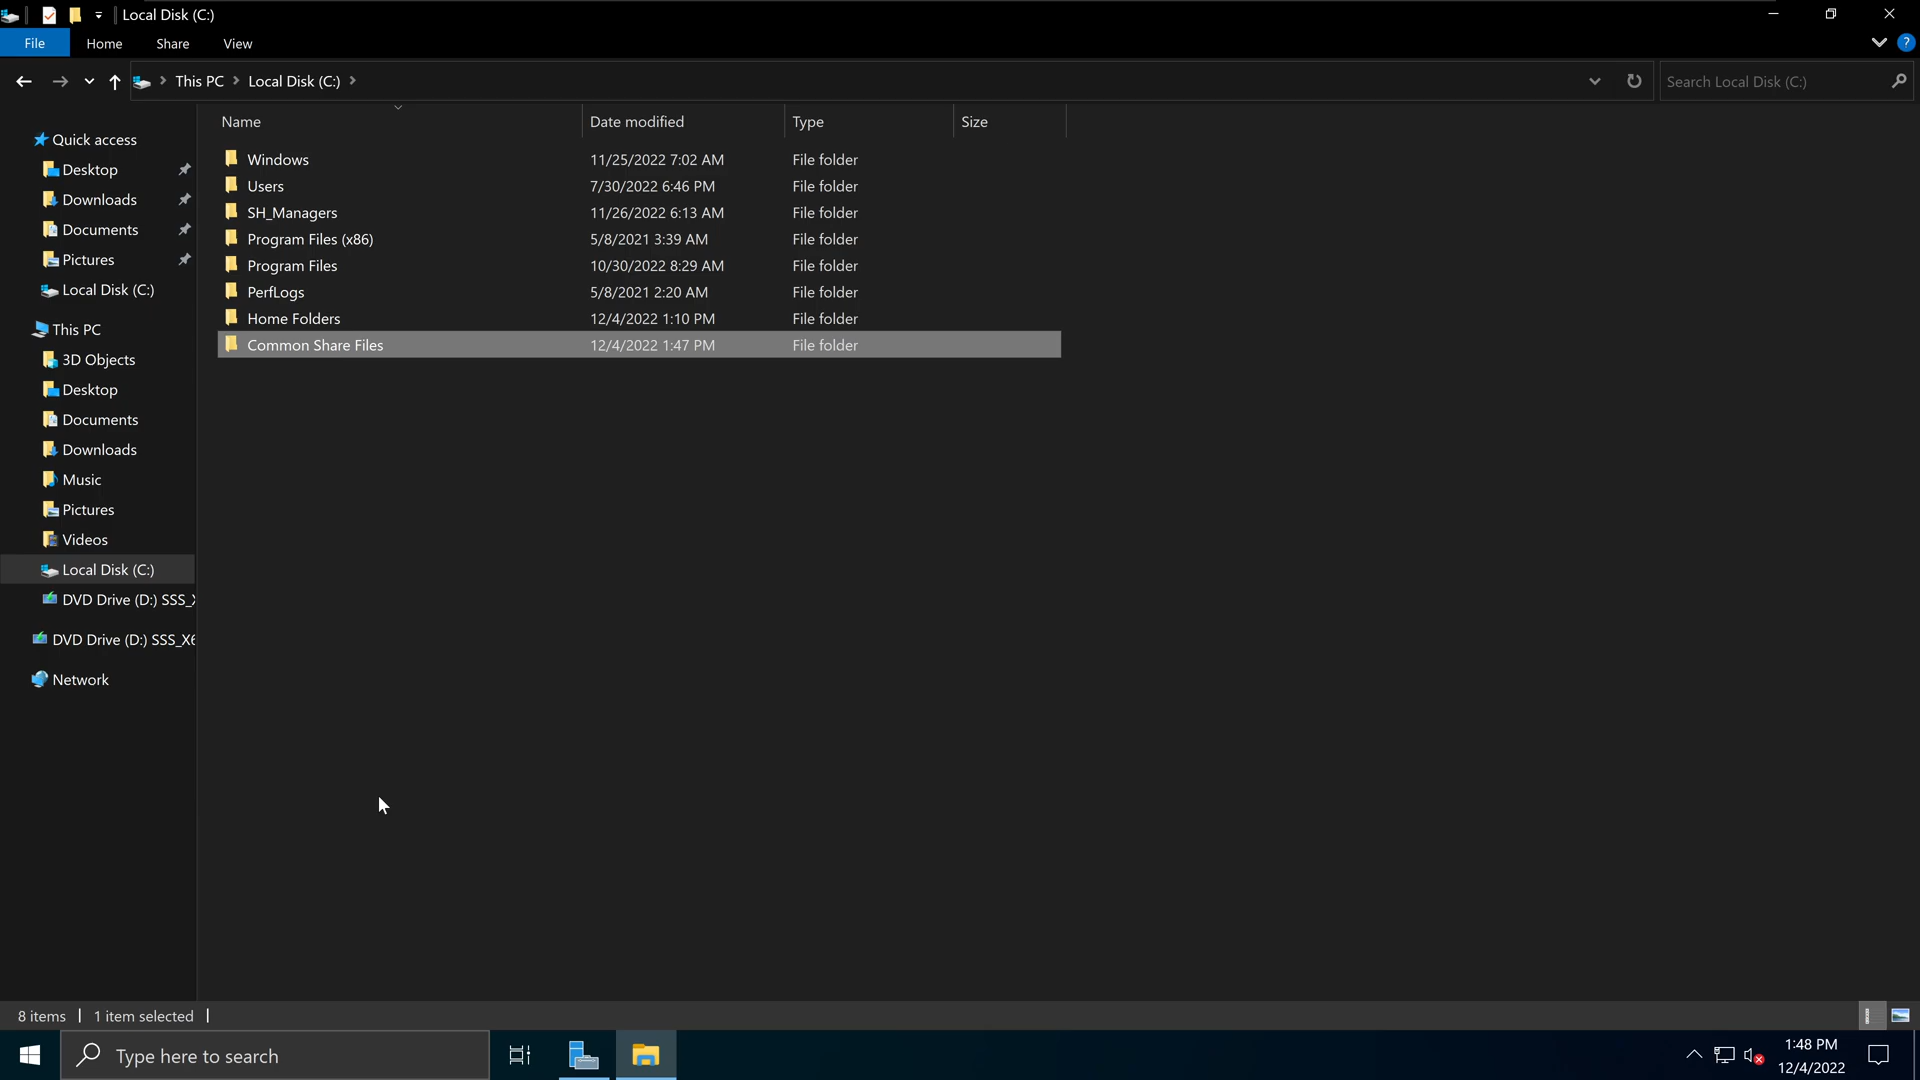 Local Disk (C:)
File Home Share View
This PC Local Disk (C:) Search Local Disk (C:)
Name Date modified Type Size
Quick access
Desktop
Downloads
Documents
Pictures
Local Disk (C:)
This PC
3D Objects
Desktop
Documents
Downloads
Music
Pictures
Videos
Local Disk (C:)
DVD Drive (D:) SSS_X
DVD Drive (D:) SSS_X6
Network
Windows 11/25/2022 7:02 AM File folder
Users 7/30/2022 6:46 PM File folder
SH_Managers 11/26/2022 6:13 AM File folder
Program Files (x86) 5/8/2021 3:39 AM File folder
Program Files 10/30/2022 8:29 AM File folder
PerfLogs 5/8/2021 2:20 AM File folder
Home Folders 12/4/2022 1:10 PM File folder
Common Share Files 12/4/2022 1:47 PM File folder
8 items 1 item selected
Type here to search
1:48 PM
12/4/2022